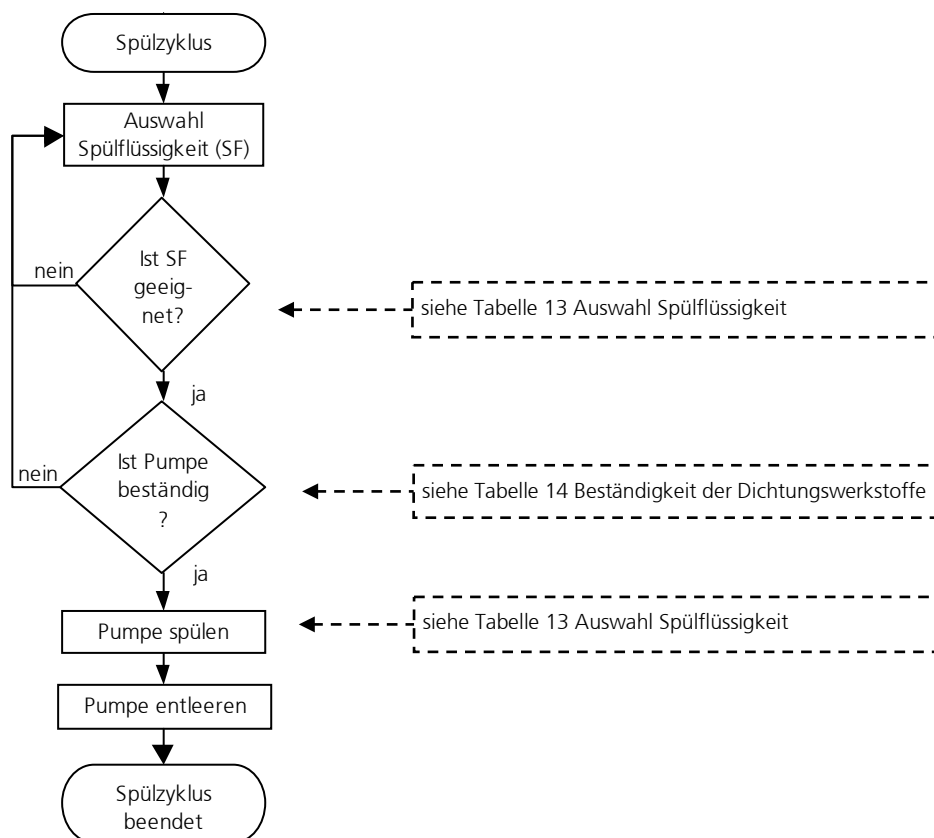 Spülzyklus
Auswahl
Spülflüssigkeit (SF)
Ist SF
geeig-
net?
nein
siehe Tabelle 13 Auswahl Spülflüssigkeit
ja
Ist Pumpe
beständig
?
nein
siehe Tabelle 14 Beständigkeit der Dichtungswerkstoffe
ja
Pumpe spülen
siehe Tabelle 13 Auswahl Spülflüssigkeit
Pumpe entleeren
Spülzyklus
beendet